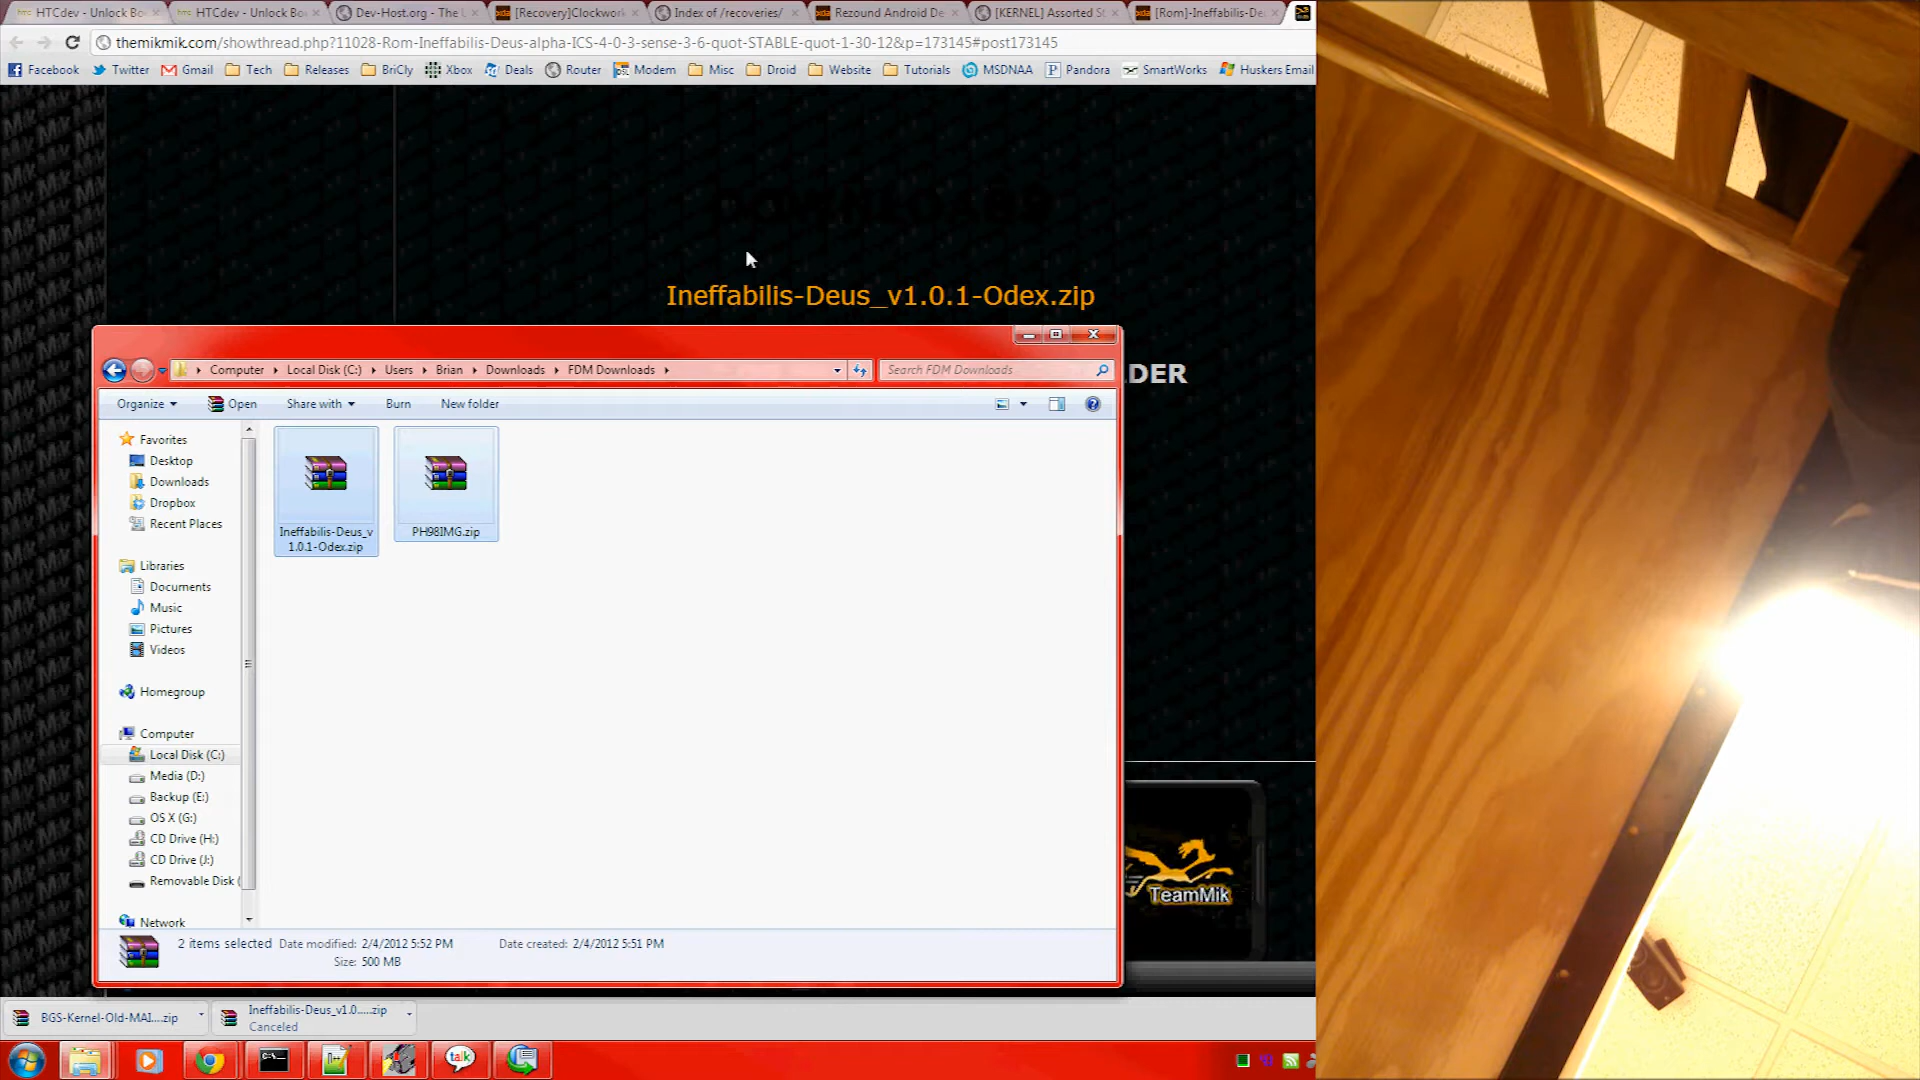 HTCdev - Unlock Bo
HTCdev - Unlock Bo
Dev-Host.org - The L
[Recovery]Clockwork
Index of /recoveries/
Rezound Android De
[KERNEL] Assorted S
[Rom]-Ineffabilis-De
themikmik.com/showthread.php?11028-Rom-Ineffabilis-Deus-alpha-ICS-4-0-3-sense-3-6-quot-STABLE-quot-1-30-12&p=173145#post173145
Facebook Twitter Gmail Tech Releases BriCly Xbox Deals Router Modem Misc Droid Website Tutorials MSDNAA Pandora SmartWorks Huskers Email
DOWNLOADS
Ineffabilis-Deus_v1.0.1-Odex.zip
DER
Computer Local Disk (C:) Users Brian Downloads FDM Downloads
Search FDM Downloads
Organize Open Share with Burn New folder
Favorites
Desktop
Downloads
Dropbox
Recent Places
Libraries
Documents
Music
Pictures
Videos
Homegroup
Computer
Local Disk (C:)
Media (D:)
Backup (E:)
OS X (G:)
CD Drive (H:)
CD Drive (J:)
Removable Disk (
Network
Ineffabilis-Deus_v
1.0.1-Odex.zip
PH98IMG.zip
2 items selected Date modified: 2/4/2012 5:52 PM Date created: 2/4/2012 5:51 PM
Size: 500 MB
TeamMik
BGS-Kernel-Old-MAI....zip
Ineffabilis-Deus_v1.0.....zip
Canceled
talk